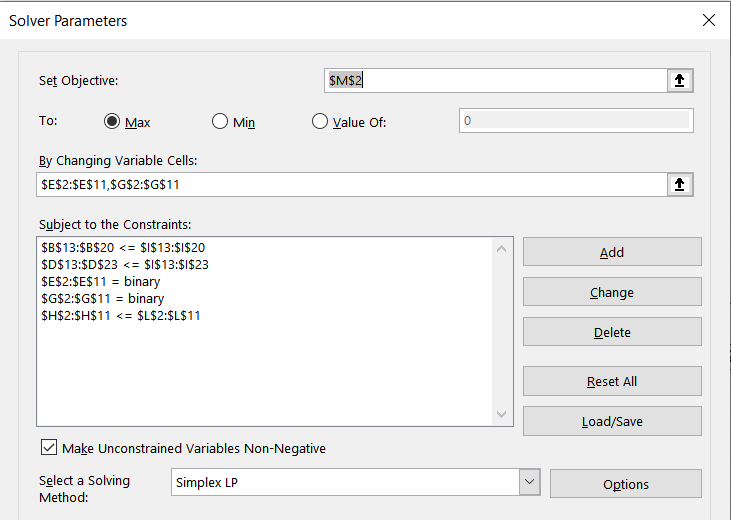 Solver Parameters
Set Objective: $M$2
To: Max Min Value Of: 0
By Changing Variable Cells:
$E$2:$E$11,$G$2:$G$11
Subject to the Constraints:
$B$13:$B$20 <= $I$13:$I$20
$D$13:$D$23 <= $I$13:$I$23
$E$2:$E$11 = binary
$G$2:$G$11 = binary
$H$2:$H$11 <= $L$2:$L$11
Add
Change
Delete
Reset All
Load/Save
Make Unconstrained Variables Non-Negative
Select a Solving
Method:
Simplex LP
Options